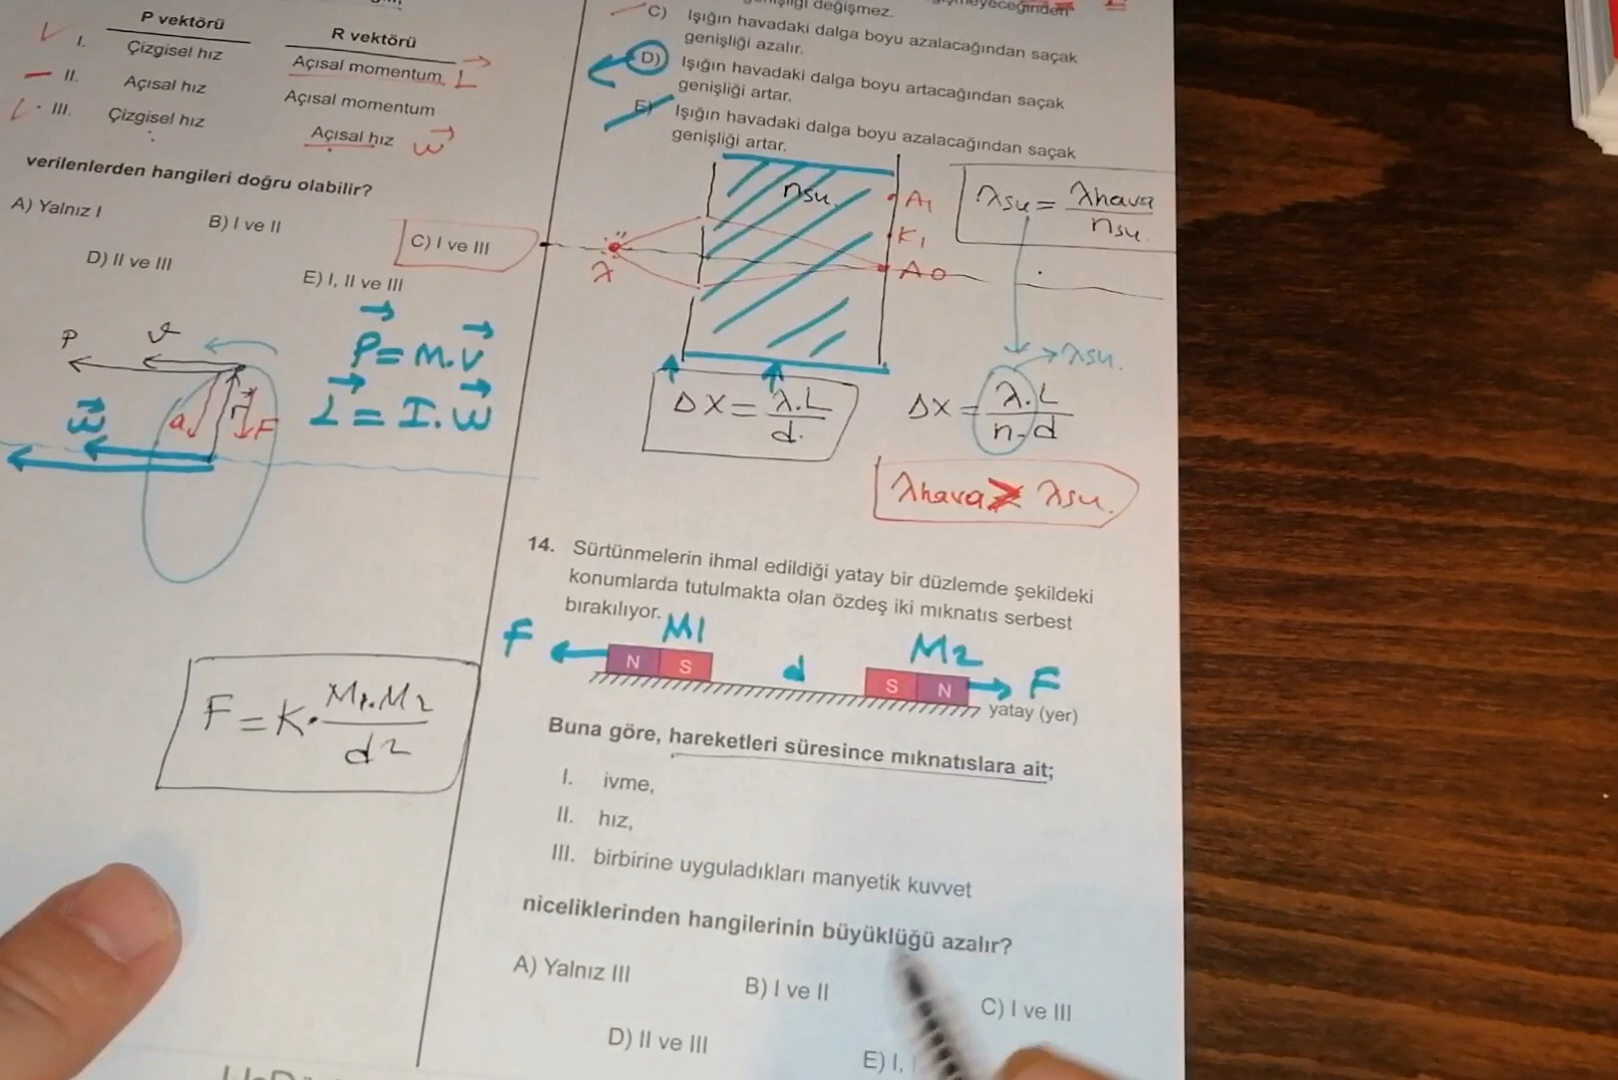 P vektörü
R vektörü
I. Çizgisel hız
Açısal momentum L
II. Açısal hız
Açısal momentum
III. Çizgisel hız
Açısal hız w
verilenlerden hangileri doğru olabilir?
A) Yalnız I
B) I ve II
C) I ve III
D) II ve III
E) I, II ve III
P
P = M.V
L = I.w
w
a
r
F
F = K. M1.M2
d2
değişmez.
C) Işığın havadaki dalga boyu azalacağından saçak
genişliği azalır.
D) Işığın havadaki dalga boyu artacağından saçak
genişliği artar.
E) Işığın havadaki dalga boyu azalacağından saçak
genişliği artar.
nsu.
A1
K1
A0
λ
λsu = λhava
nsu.
ΔX = λ.L
d.
λsu.
ΔX = λ.L
n.d
λhava > λsu.
14. Sürtünmelerin ihmal edildiği yatay bir düzlemde şekildeki
konumlarda tutulmakta olan özdeş iki mıknatıs serbest
bırakılıyor.
F
M1
N S
d
M2
S N
F
yatay (yer)
Buna göre, hareketleri süresince mıknatıslara ait;
I. ivme,
II. hız,
III. birbirine uyguladıkları manyetik kuvvet
niceliklerinden hangilerinin büyüklüğü azalır?
A) Yalnız III
B) I ve II
C) I ve III
D) II ve III
E) I,